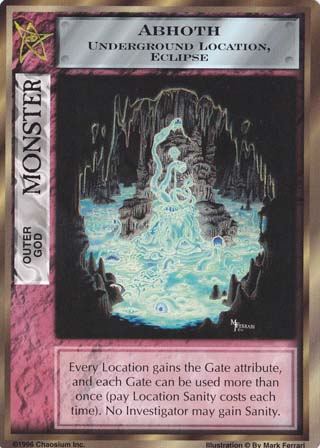 ABHOTH
UNDERGROUND LOCATION,
ECLIPSE
MONSTER
OUTER
GOD
Every Location gains the Gate attribute,
and each Gate can be used more than
once (pay Location Sanity costs each
time). No Investigator may gain Sanity.
©1996 Chaosium Inc.
Illustration © By Mark Ferrari